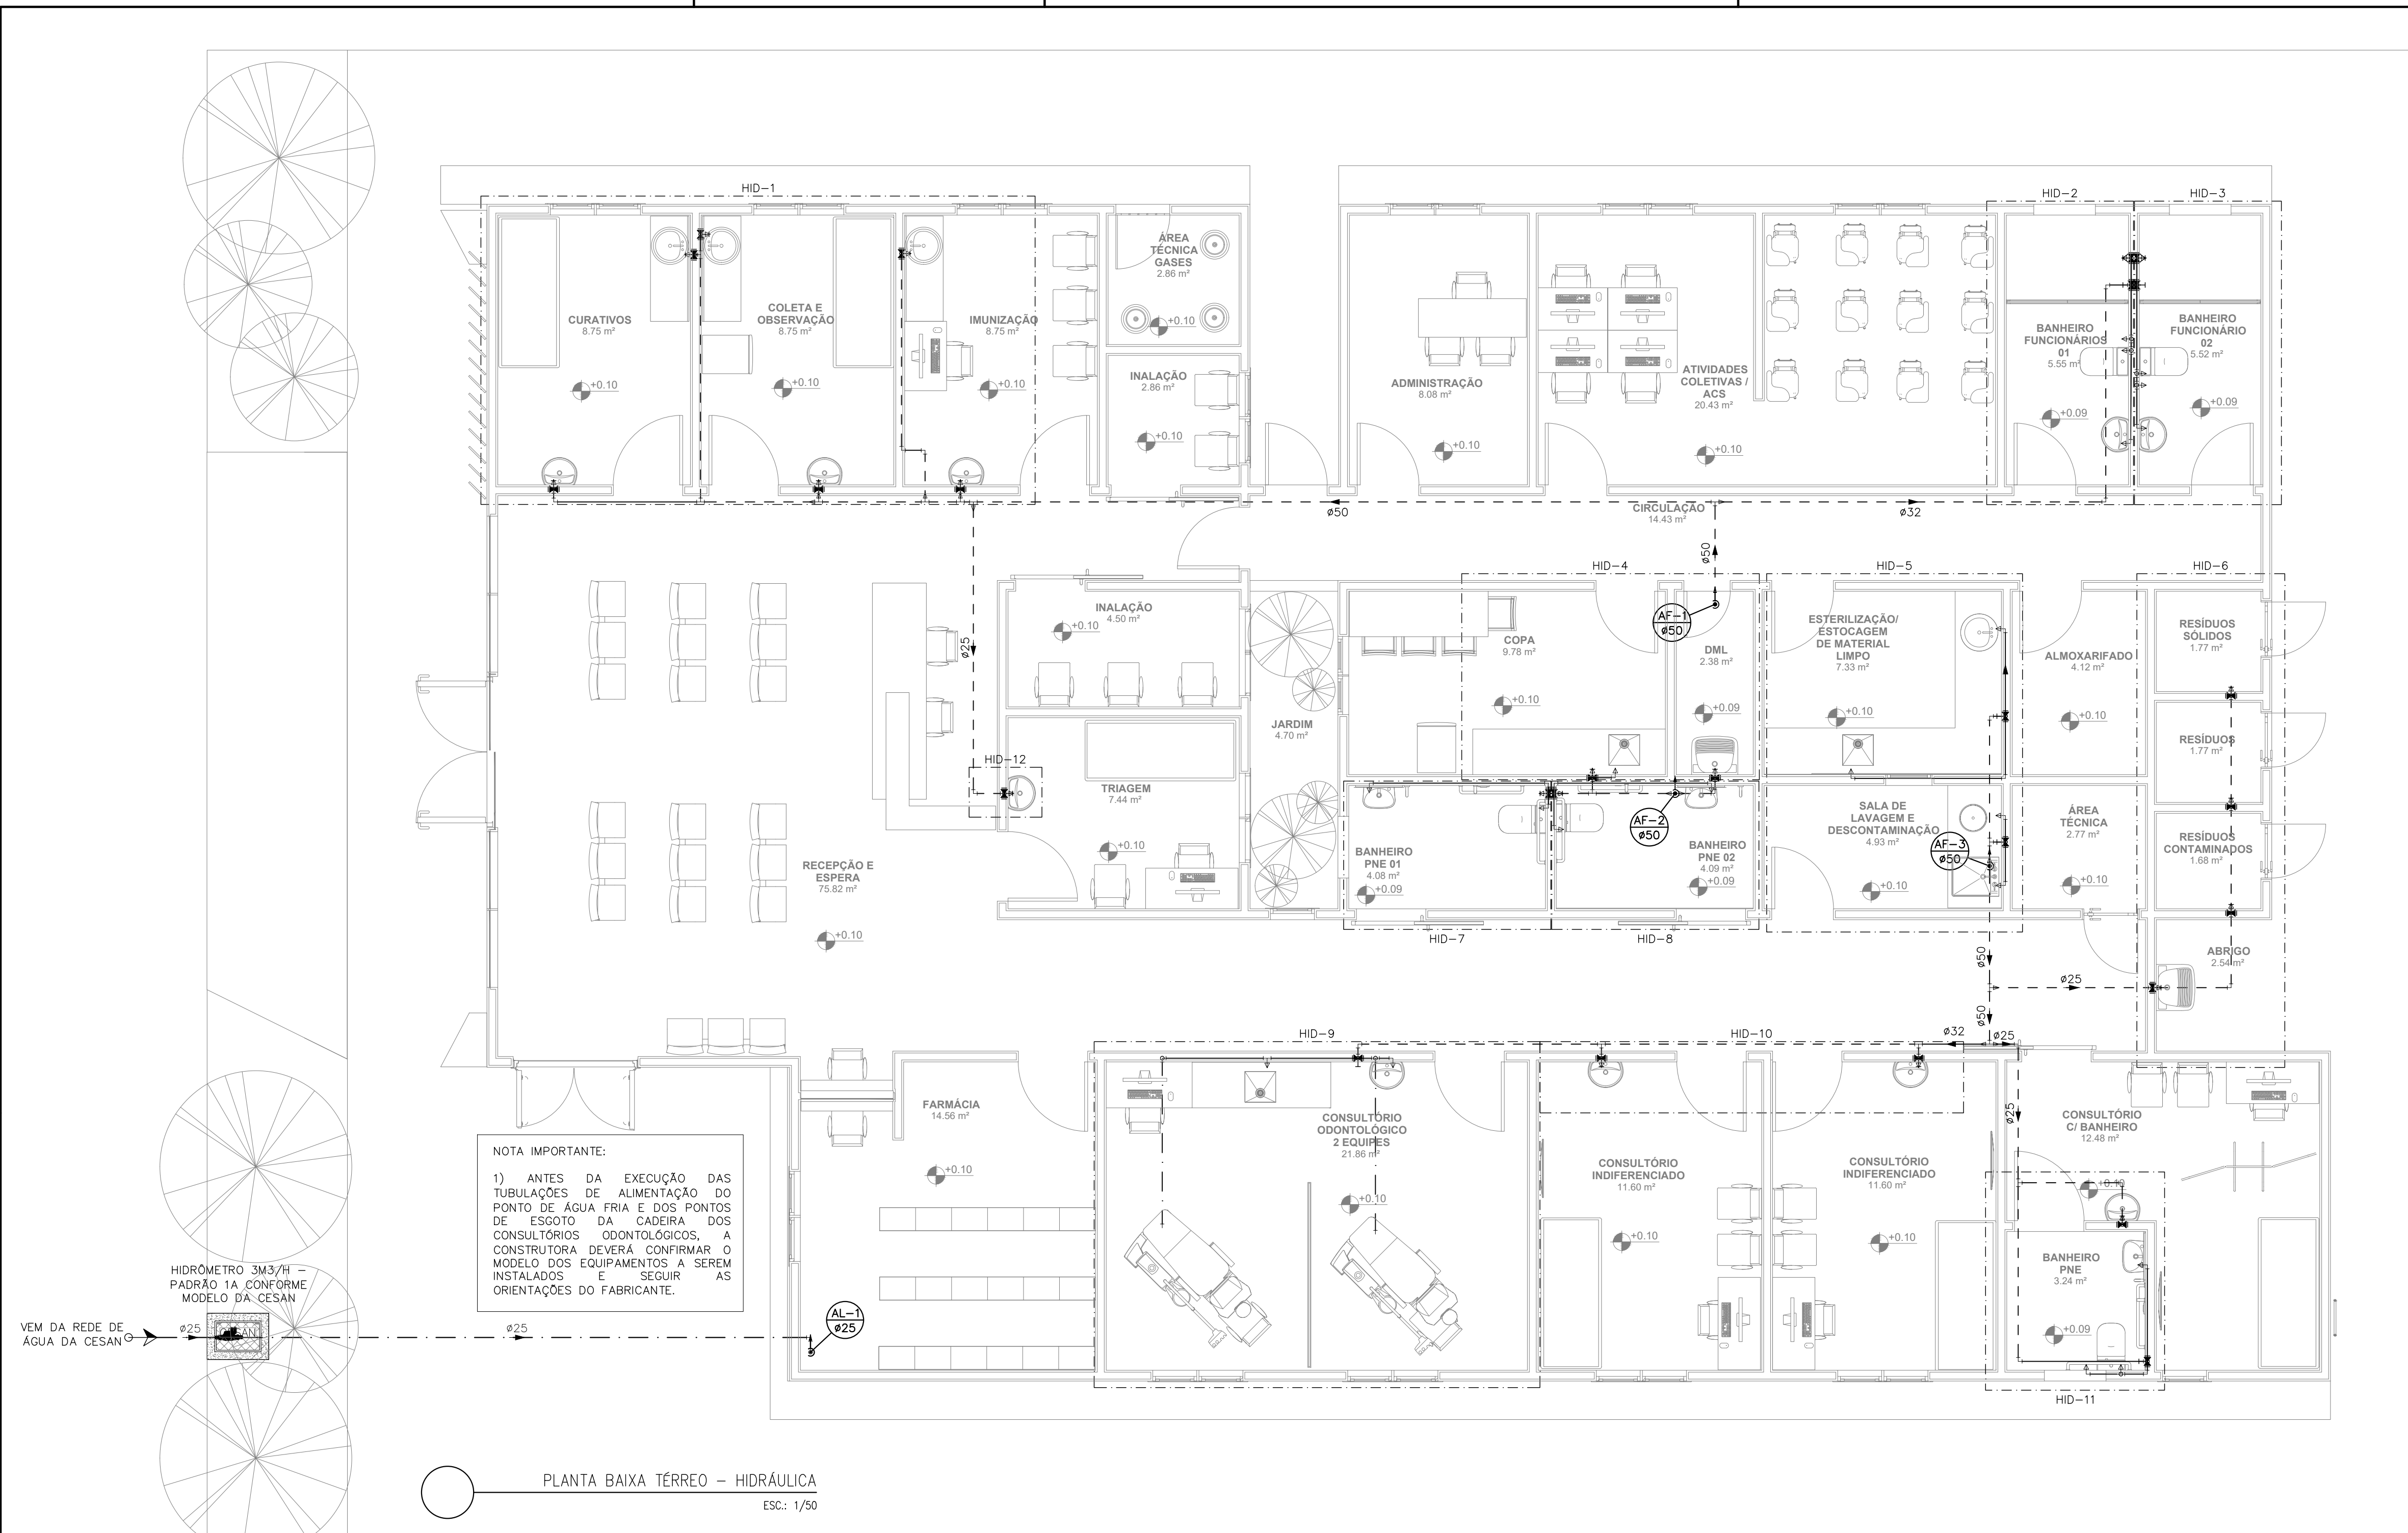 HID-1
HID-2
HID-3
CURATIVOS
8.75 m²
+0.10
COLETA E
OBSERVAÇÃO
8.75 m²
+0.10
IMUNIZAÇÃO
8.75 m²
+0.10
ÁREA
TÉCNICA
GASES
2.86 m²
+0.10
INALAÇÃO
2.86 m²
+0.10
ADMINISTRAÇÃO
8.08 m²
+0.10
ATIVIDADES
COLETIVAS /
ACS
20.43 m²
+0.10
BANHEIRO
FUNCIONÁRIOS
01
5.55 m²
+0.09
BANHEIRO
FUNCIONÁRIO
02
5.52 m²
+0.09
ø50
CIRCULAÇÃO
14.43 m²
ø32
ø50
HID-4
HID-5
HID-6
INALAÇÃO
4.50 m²
+0.10
ø25
AF-1
ø50
COPA
9.78 m²
+0.10
DML
2.38 m²
+0.09
ESTERILIZAÇÃO/
ESTOCAGEM
DE MATERIAL
LIMPO
7.33 m²
+0.10
ALMOXARIFADO
4.12 m²
+0.10
RESÍDUOS
SÓLIDOS
1.77 m²
RESÍDUOS
1.77 m²
JARDIM
4.70 m²
HID-12
TRIAGEM
7.44 m²
+0.10
AF-2
ø50
BANHEIRO
PNE 01
4.08 m²
+0.09
BANHEIRO
PNE 02
4.09 m²
+0.09
SALA DE
LAVAGEM E
DESCONTAMINAÇÃO
4.93 m²
+0.10
AF-3
ø50
ÁREA
TÉCNICA
2.77 m²
+0.10
RESÍDUOS
CONTAMINADOS
1.68 m²
RECEPÇÃO E
ESPERA
75.82 m²
+0.10
HID-7
HID-8
ø50
ABRIGO
2.54 m²
ø25
ø50
HID-9
HID-10
ø32
ø25
FARMÁCIA
14.56 m²
+0.10
CONSULTÓRIO
ODONTOLÓGICO
2 EQUIPES
21.86 m²
+0.10
CONSULTÓRIO
INDIFERENCIADO
11.60 m²
+0.10
CONSULTÓRIO
INDIFERENCIADO
11.60 m²
+0.10
ø25
CONSULTÓRIO
C/ BANHEIRO
12.48 m²
+0.10
BANHEIRO
PNE
3.24 m²
+0.09
HID-11
NOTA IMPORTANTE:
1) ANTES DA EXECUÇÃO DAS
TUBULAÇÕES DE ALIMENTAÇÃO DO
PONTO DE ÁGUA FRIA E DOS PONTOS
DE ESGOTO DA CADEIRA DOS
CONSULTÓRIOS ODONTOLÓGICOS, A
CONSTRUTORA DEVERÁ CONFIRMAR O
MODELO DOS EQUIPAMENTOS A SEREM
INSTALADOS E SEGUIR AS
ORIENTAÇÕES DO FABRICANTE.
HIDRÔMETRO 3M3/H –
PADRÃO 1A CONFORME
MODELO DA CESAN
VEM DA REDE DE
ÁGUA DA CESAN
ø25
ø25
AL-1
ø25
PLANTA BAIXA TÉRREO – HIDRÁULICA
ESC.: 1/50